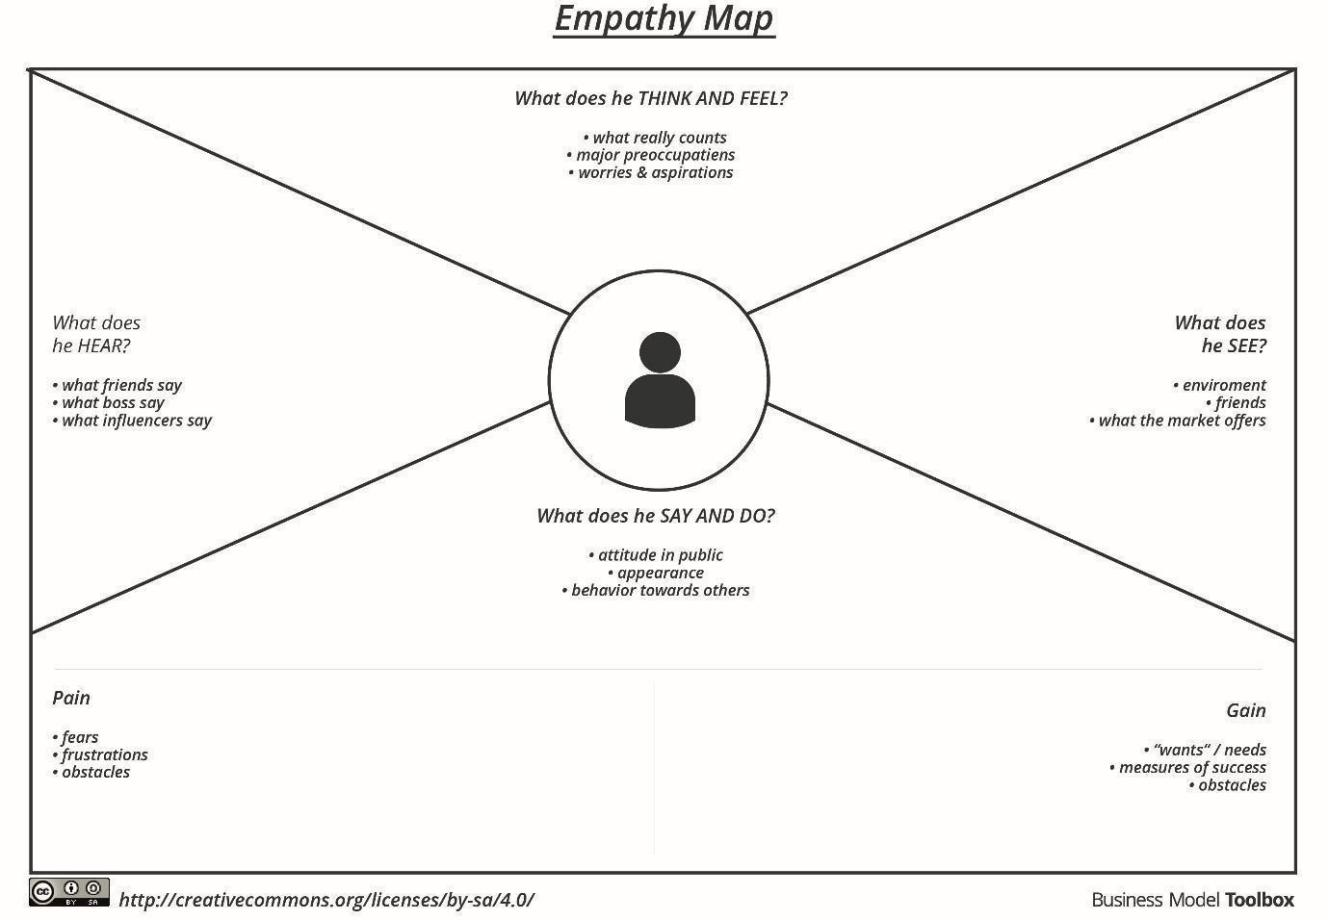 Empathy Map
What does he THINK AND FEEL?
• what really counts
• major preoccupatiens
• worries & aspirations
What does
he HEAR?
• what friends say
• what boss say
• what influencers say
What does
he SEE?
• enviroment
• friends
• what the market offers
What does he SAY AND DO?
• attitude in public
• appearance
• behavior towards others
Pain
• fears
• frustrations
• obstacles
Gain
• “wants“ / needs
• measures of success
• obstacles
cc BY SA http://creativecommons.org/licenses/by-sa/4.0/
Business Model Toolbox